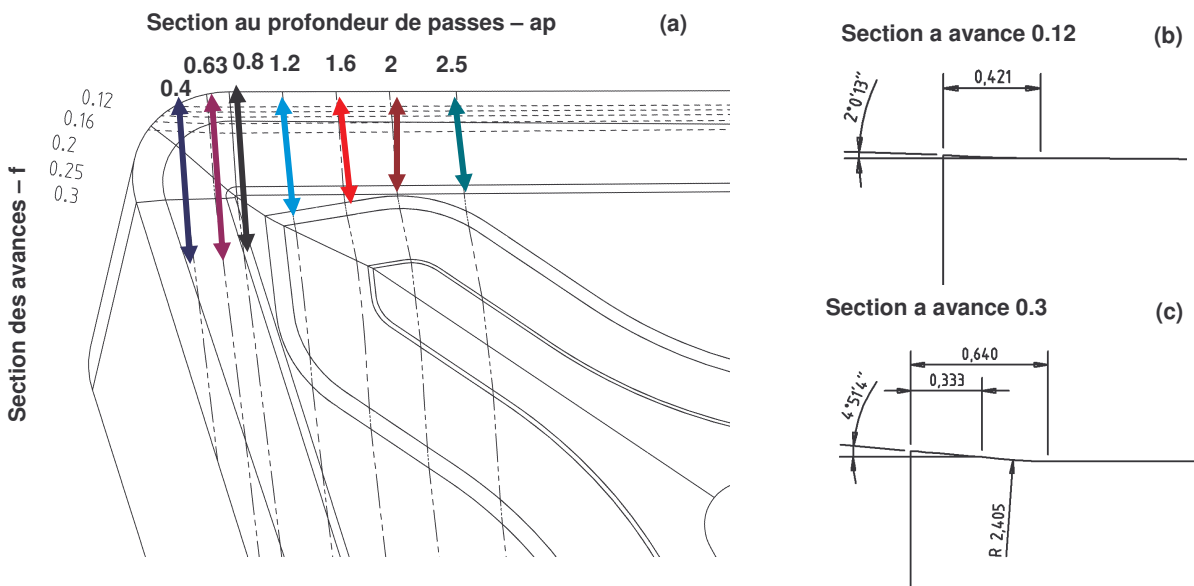 Section au profondeur de passes – ap
(a)
0.4
0.63
0.8
1.2
1.6
2
2.5
0.12
0.16
0.2
0.25
0.3
Section des avances – f
Section a avance 0.12
(b)
0,421
2°0'13"
Section a avance 0.3
(c)
0,640
0,333
4°51'4"
R 2,405